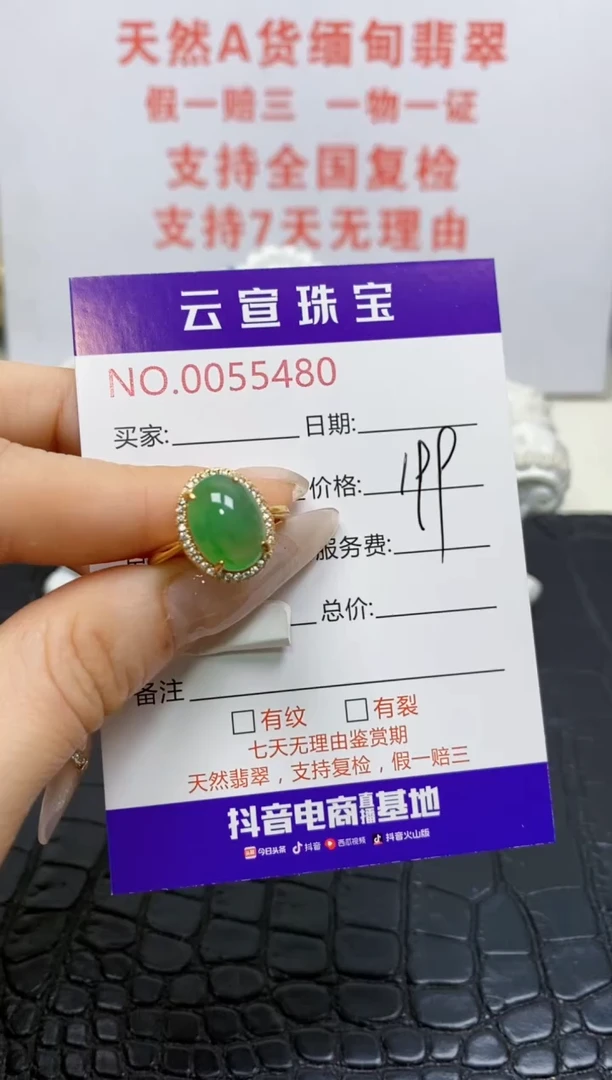 天然A货缅甸翡翠
假一赔三 一物一证
支持全国复检
支持7天无理由
云宣珠宝
NO.0055480
买家: 日期:
价格: 199
服务费:
总价:
备注
□有纹 □有裂
七天无理由鉴赏期
天然翡翠，支持复检，假一赔三
抖音电商直播基地
今日头条 抖音 西瓜视频 抖音火山版